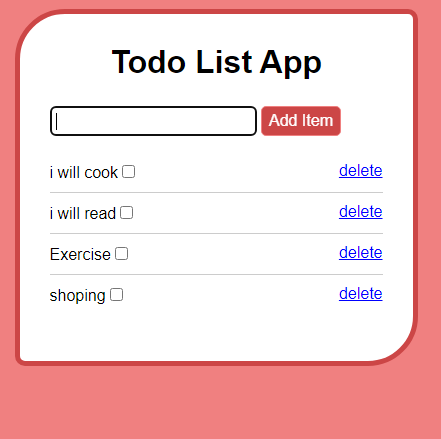 Todo List App
Add Item
i will cook delete
i will read delete
Exercise delete
shoping delete